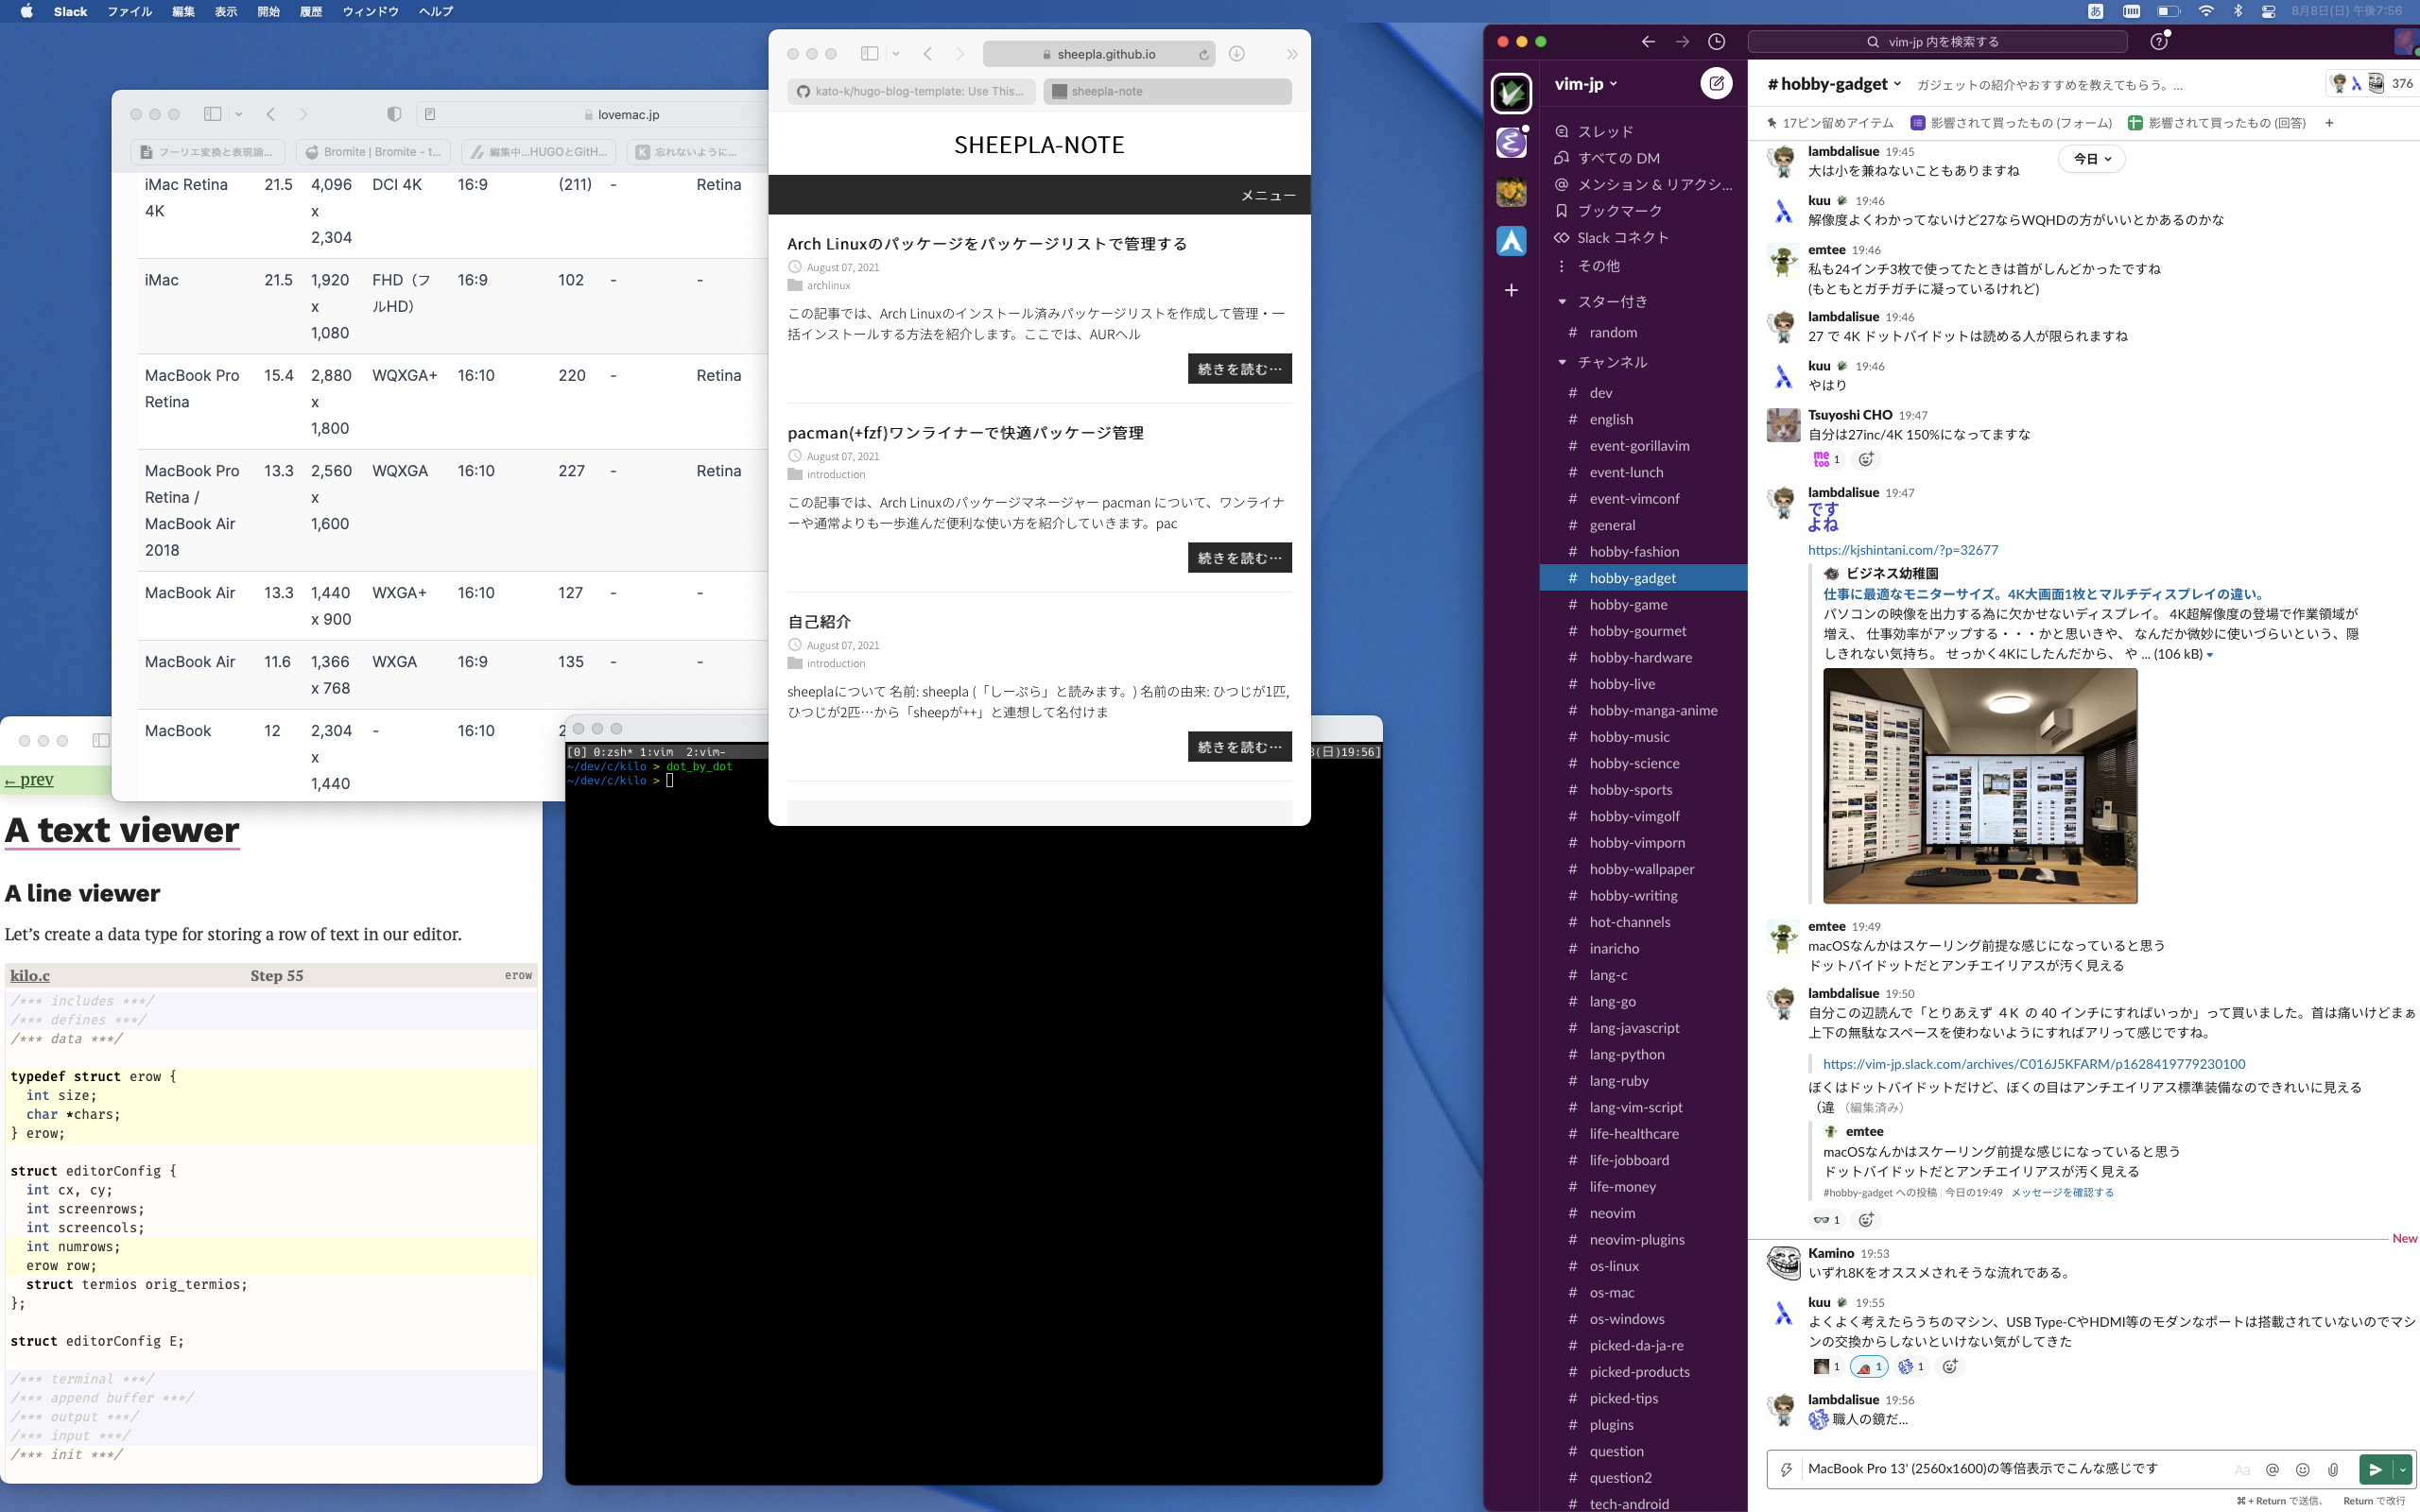 Slack ファイル 編集 表示 開始 履歴 ウィンドウ ヘルプ
あ 8月8日(日) 午後7:56
lovemac.jp
フーリエ変換と表現論... Bromite | Bromite - t... 編集中...HUGOとGitH... 忘れないように...
iMac Retina 4K 21.5 4,096 x 2,304 DCI 4K 16:9 (211) - Retina
iMac 21.5 1,920 x 1,080 FHD（フルHD） 16:9 102 - -
MacBook Pro Retina 15.4 2,880 x 1,800 WQXGA+ 16:10 220 - Retina
MacBook Pro Retina / MacBook Air 2018 13.3 2,560 x 1,600 WQXGA 16:10 227 - Retina
MacBook Air 13.3 1,440 x 900 WXGA+ 16:10 127 - -
MacBook Air 11.6 1,366 x 768 WXGA 16:9 135 - -
MacBook 12 2,304 x 1,440 - 16:10 2
sheepla.github.io
kato-k/hugo-blog-template: Use This... sheepla-note
SHEEPLA-NOTE
メニュー
Arch Linuxのパッケージをパッケージリストで管理する
August 07, 2021
archlinux
この記事では、Arch Linuxのインストール済みパッケージリストを作成して管理・一
括インストールする方法を紹介します。ここでは、AURヘル
続きを読む…
pacman(+fzf)ワンライナーで快適パッケージ管理
August 07, 2021
introduction
この記事では、Arch Linuxのパッケージマネージャー pacman について、ワンライナ
ーや通常よりも一歩進んだ便利な使い方を紹介していきます。pac
続きを読む…
自己紹介
August 07, 2021
introduction
sheeplaについて 名前: sheepla (「しーぷら」と読みます。) 名前の由来: ひつじが1匹,
ひつじが2匹…から「sheepが++」と連想して名付けま
続きを読む…
← prev
A text viewer
A line viewer
Let’s create a data type for storing a row of text in our editor.
kilo.c Step 55 erow
/*** includes ***/
/*** defines ***/
/*** data ***/
typedef struct erow {
int size;
char *chars;
} erow;
struct editorConfig {
int cx, cy;
int screenrows;
int screencols;
int numrows;
erow row;
struct termios orig_termios;
};
struct editorConfig E;
/*** terminal ***/
/*** append buffer ***/
/*** output ***/
/*** input ***/
/*** init ***/
[0] 0:zsh* 1:vim 2:vim- (日)19:56]
~/dev/c/kilo > dot_by_dot
~/dev/c/kilo >
vim-jp 内を検索する
vim-jp
スレッド
すべての DM
メンション & リアクシ...
ブックマーク
Slack コネクト
その他
スター付き
# random
チャンネル
# dev
# english
# event-gorillavim
# event-lunch
# event-vimconf
# general
# hobby-fashion
# hobby-gadget
# hobby-game
# hobby-gourmet
# hobby-hardware
# hobby-live
# hobby-manga-anime
# hobby-music
# hobby-science
# hobby-sports
# hobby-vimgolf
# hobby-vimporn
# hobby-wallpaper
# hobby-writing
# hot-channels
# inaricho
# lang-c
# lang-go
# lang-javascript
# lang-python
# lang-ruby
# lang-vim-script
# life-healthcare
# life-jobboard
# life-money
# neovim
# neovim-plugins
# os-linux
# os-mac
# os-windows
# picked-da-ja-re
# picked-products
# picked-tips
# plugins
# question
# question2
# tech-android
# hobby-gadget ガジェットの紹介やおすすめを教えてもらう。... 376
17ピン留めアイテム 影響されて買ったもの (フォーム) 影響されて買ったもの (回答) +
今日
lambdalisue 19:45
大は小を兼ねないこともありますね
kuu 19:46
解像度よくわかってないけど27ならWQHDの方がいいとかあるのかな
emtee 19:46
私も24インチ3枚で使ってたときは首がしんどかったですね
(もともとガチガチに凝っているけれど)
lambdalisue 19:46
27 で 4K ドットバイドットは読める人が限られますね
kuu 19:46
やはり
Tsuyoshi CHO 19:47
自分は27inc/4K 150%になってますな
me too 1
lambdalisue 19:47
です
よね
https://kjshintani.com/?p=32677
ビジネス幼稚園
仕事に最適なモニターサイズ。4K大画面1枚とマルチディスプレイの違い。
パソコンの映像を出力する為に欠かせないディスプレイ。 4K超解像度の登場で作業領域が
増え、 仕事効率がアップする・・・かと思いきや、 なんだか微妙に使いづらいという、隠
しきれない気持ち。 せっかく4Kにしたんだから、 や ... (106 kB)
emtee 19:49
macOSなんかはスケーリング前提な感じになっていると思う
ドットバイドットだとアンチエイリアスが汚く見える
lambdalisue 19:50
自分この辺読んで「とりあえず ４K の 40 インチにすればいっか」って買いました。首は痛いけどまぁ
上下の無駄なスペースを使わないようにすればアリって感じですね。
https://vim-jp.slack.com/archives/C016J5KFARM/p1628419779230100
ぼくはドットバイドットだけど、ぼくの目はアンチエイリアス標準装備なのできれいに見える
（違 （編集済み）
emtee
macOSなんかはスケーリング前提な感じになっていると思う
ドットバイドットだとアンチエイリアスが汚く見える
#hobby-gadget への投稿 | 今日の19:49 | メッセージを確認する
1
New
Kamino 19:53
いずれ8Kをオススメされそうな流れである。
kuu 19:55
よくよく考えたらうちのマシン、USB Type-CやHDMI等のモダンなポートは搭載されていないのでマシ
ンの交換からしないといけない気がしてきた
1 1 1
lambdalisue 19:56
職人の鏡だ...
MacBook Pro 13' (2560x1600)の等倍表示でこんな感じです
Aa @
⌘ + Return で送信、 Return で改行